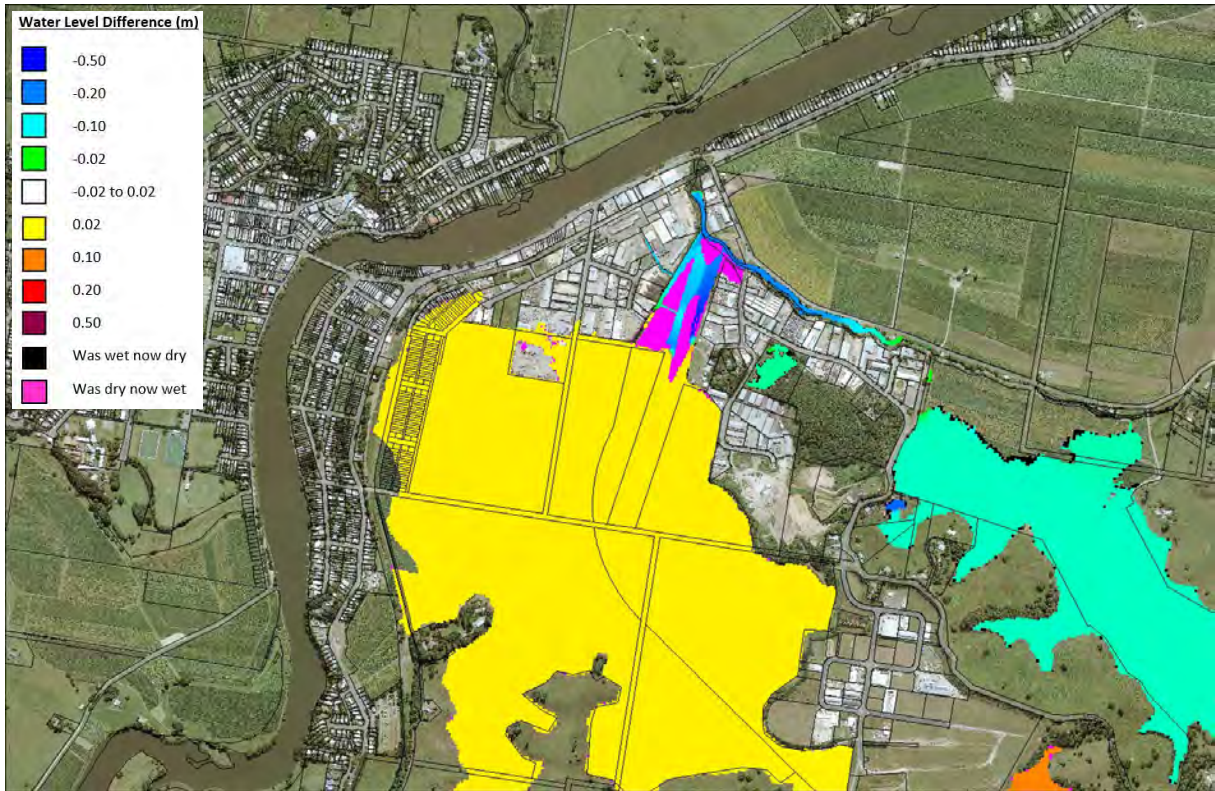 Water Level Difference (m)
-0.50
-0.20
-0.10
-0.02
-0.02 to 0.02
0.02
0.10
0.20
0.50
Was wet now dry
Was dry now wet